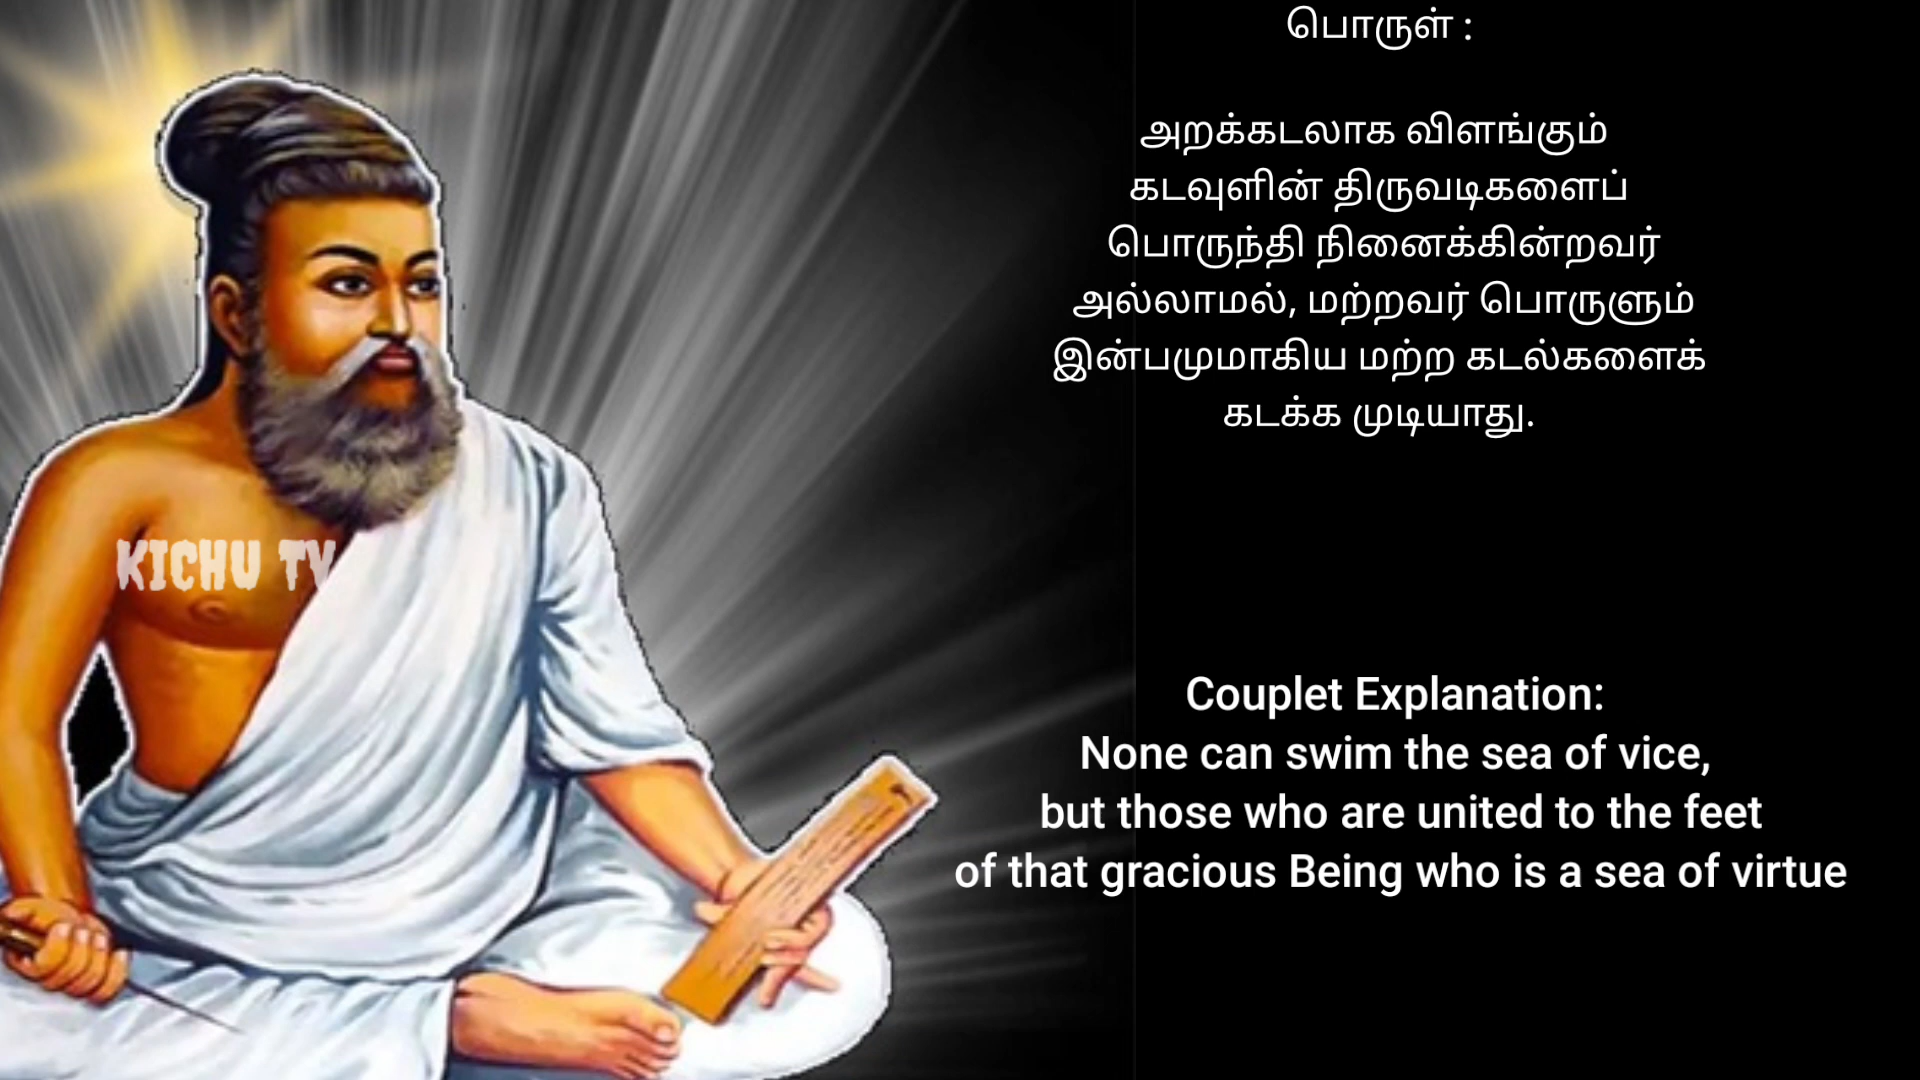 பொருள் :
அறக்கடலாக விளங்கும்
கடவுளின் திருவடிகளைப்
பொருந்தி நினைக்கின்றவர்
அல்லாமல், மற்றவர் பொருளும்
இன்பமுமாகிய மற்ற கடல்களைக்
கடக்க முடியாது.
KICHU TV
Couplet Explanation:
None can swim the sea of vice,
but those who are united to the feet
of that gracious Being who is a sea of virtue